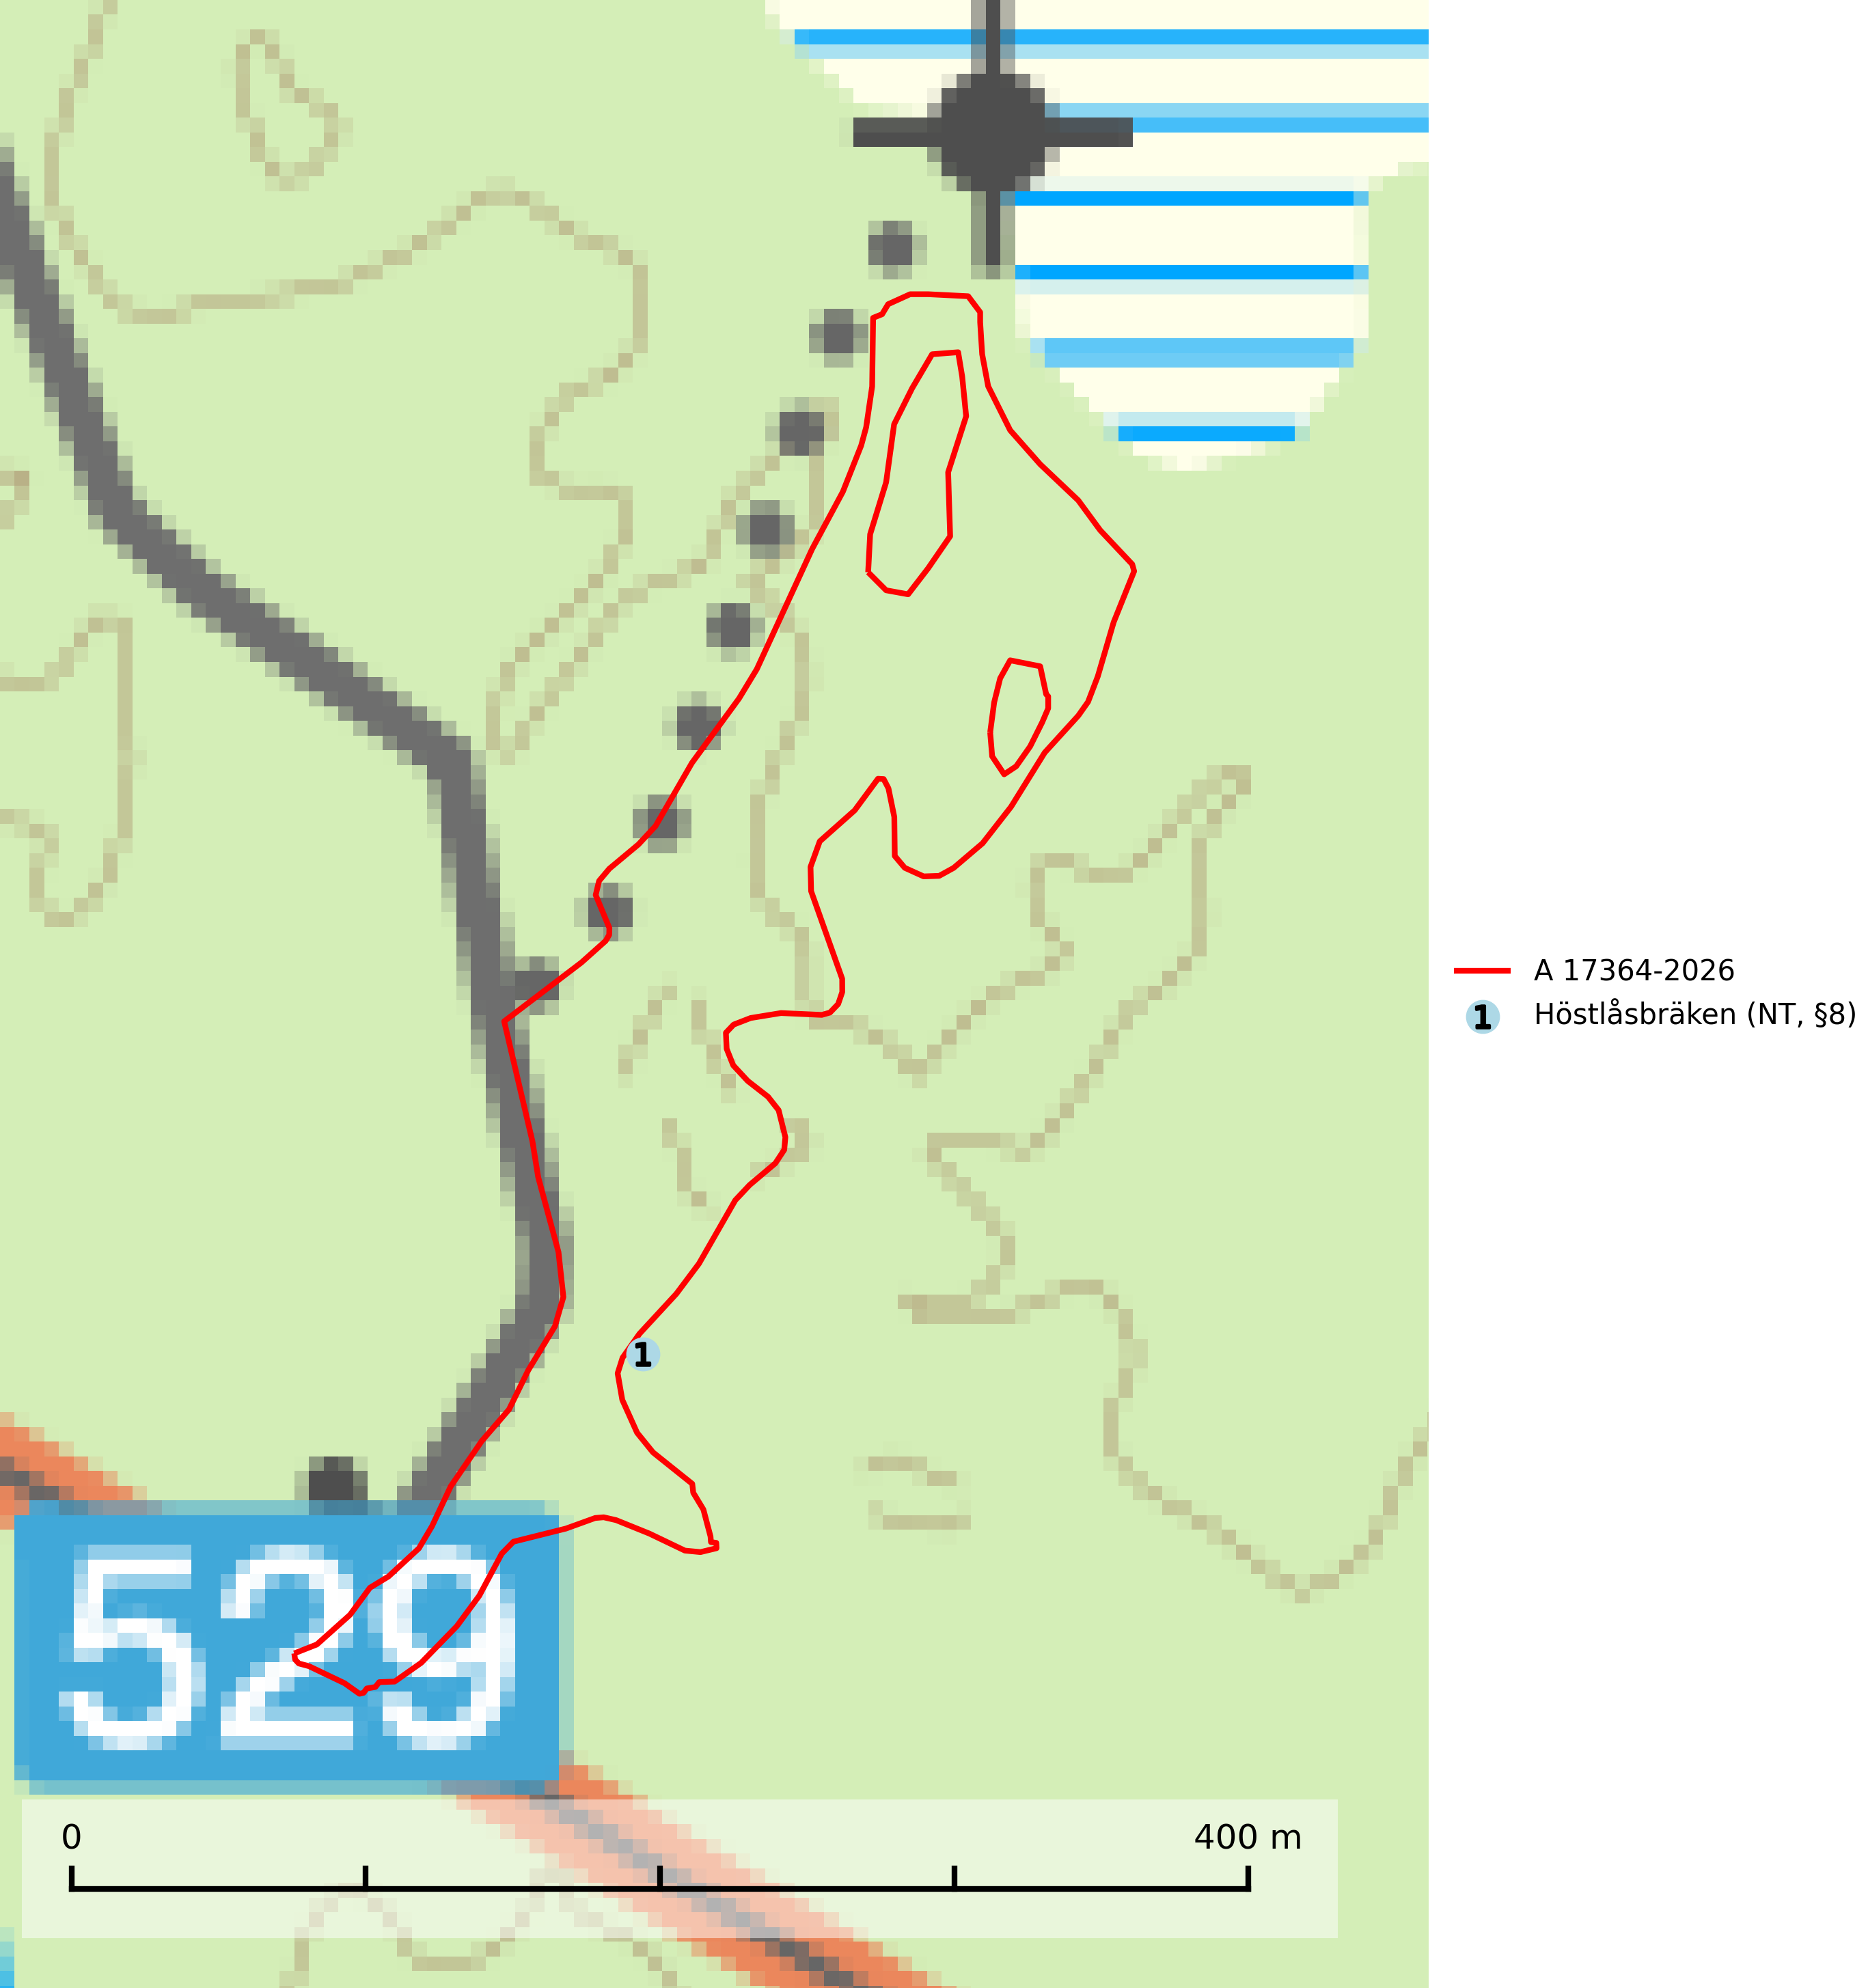 A 17364-2026
1 Höstlåsbräken (NT, §8)
1
529
0 400 m